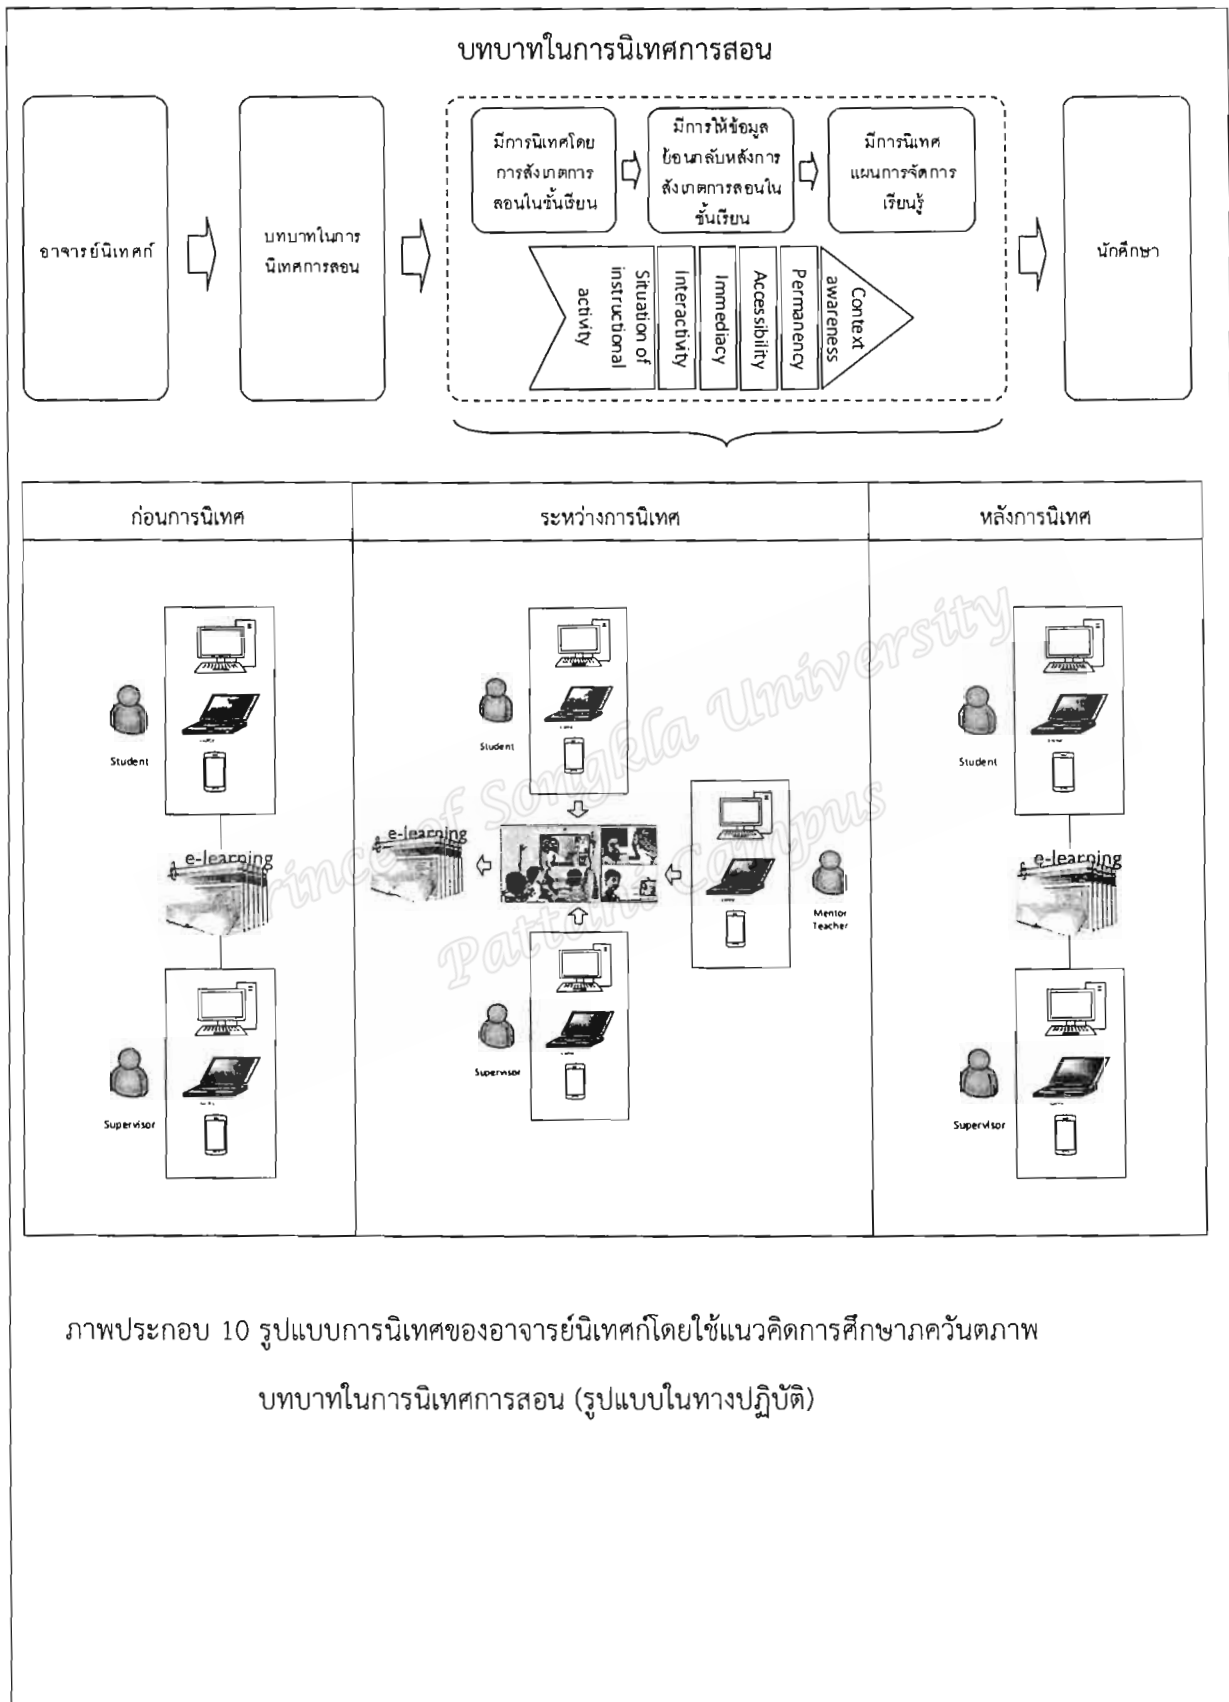 บทบาทในการนิเทศการสอน
อาจารย์นิเทศก์
บทบาทในการ
นิเทศการสอน
มีการนิเทศโดย
การสังเกตการ
สอนในชั้นเรียน
มีการให้ข้อมูล
ย้อนกลับหลังการ
สังเกตการสอนใน
ชั้นเรียน
มีการนิเทศ
แผนการจัดการ
เรียนรู้
Situation of
instructional
activity
Interactivity
Immediacy
Accessibility
Permanency
Context
awareness
นักศึกษา
ก่อนการนิเทศ
ระหว่างการนิเทศ
หลังการนิเทศ
Student
e-learning
Supervisor
Student
e-learning
Mentor
Teacher
Supervisor
Student
e-learning
Supervisor
Prince of Songkla University
Pattani Campus
ภาพประกอบ 10 รูปแบบการนิเทศของอาจารย์นิเทศก์โดยใช้แนวคิดการศึกษาภควันตภาพ
บทบาทในการนิเทศการสอน (รูปแบบในทางปฏิบัติ)